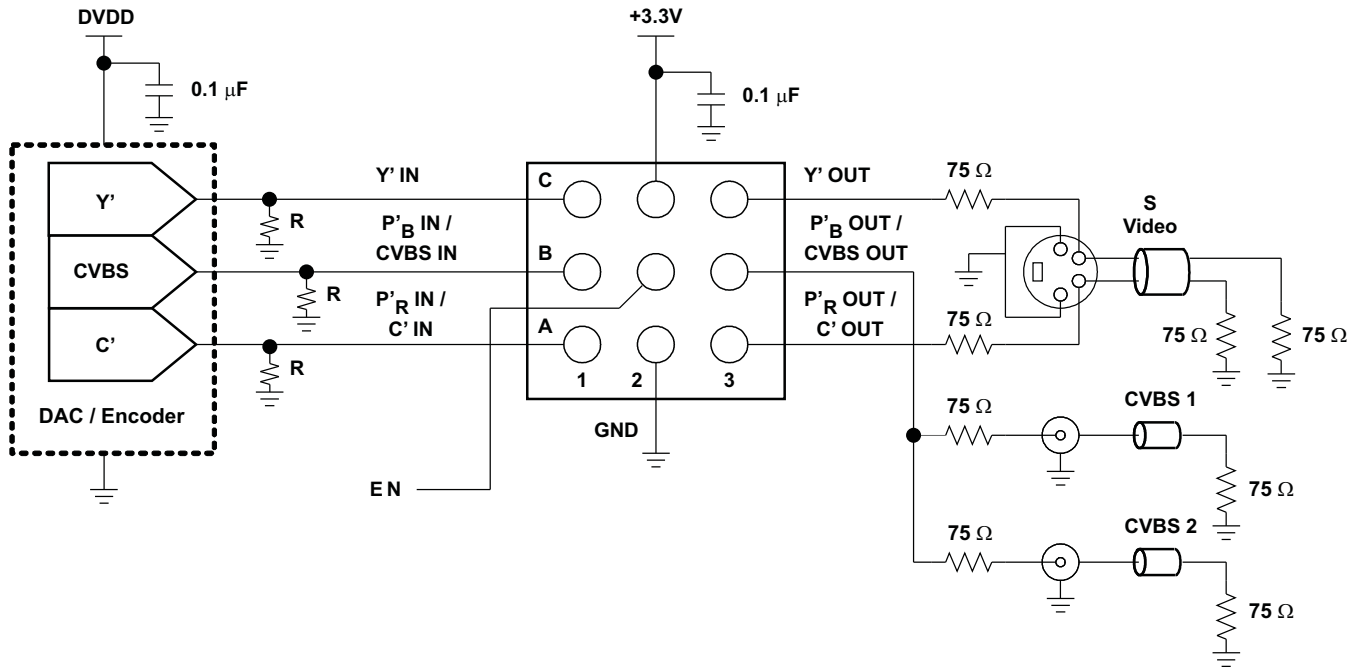 DVDD
+3.3V
0.1 μF
0.1 μF
Y'
CVBS
C'
DAC / Encoder
R
R
R
Y' IN
P'B IN /
CVBS IN
P'R IN /
C' IN
EN
C
B
A
1 2 3
GND
Y' OUT
P'B OUT /
CVBS OUT
P'R OUT /
C' OUT
75 Ω
75 Ω
S
Video
75 Ω
75 Ω
75 Ω
CVBS 1
75 Ω
75 Ω
CVBS 2
75 Ω